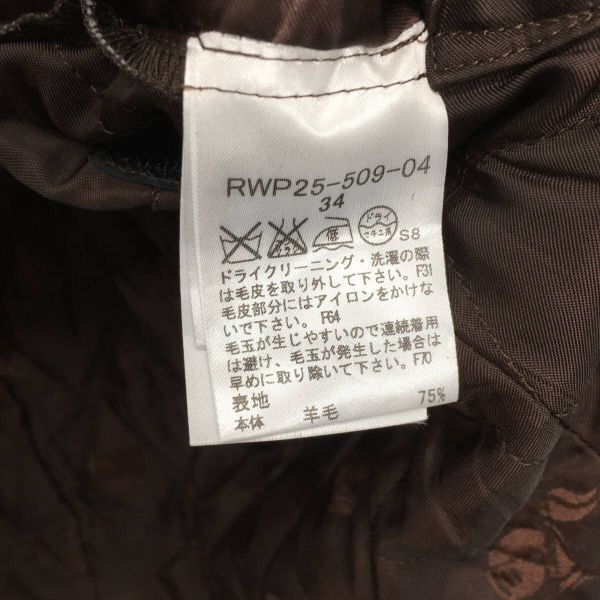 RWP25-509-04
34
低 ドライ セキユ系 S8
ドライクリーニング・洗濯の際
は毛皮を取り外して下さい。F31
毛皮部分にはアイロンをかけな
いで下さい。F64
毛玉が生じやすいので連続着用
は避け、毛玉が発生した場合は
早めに取り除いて下さい。F70
表地
本体 羊毛 75%